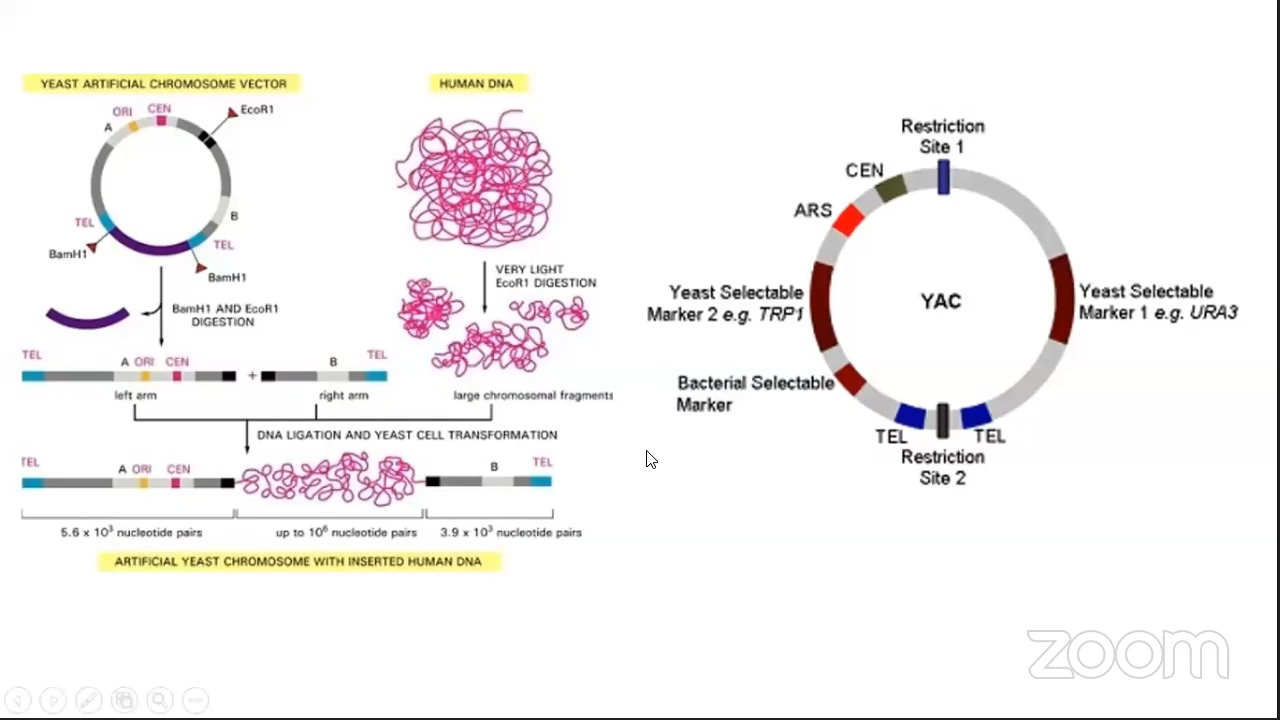 YEAST ARTIFICIAL CHROMOSOME VECTOR
ORI
CEN
EcoR1
A
B
TEL
TEL
BamH1
BamH1
BamH1 AND EcoR1
DIGESTION
HUMAN DNA
VERY LIGHT
EcoR1 DIGESTION
TEL
A ORI CEN
+
B
TEL
left arm
right arm
large chromosomal fragments
DNA LIGATION AND YEAST CELL TRANSFORMATION
TEL
A ORI CEN
B
TEL
5.6 x 10³ nucleotide pairs
up to 10⁶ nucleotide pairs
3.9 x 10³ nucleotide pairs
ARTIFICIAL YEAST CHROMOSOME WITH INSERTED HUMAN DNA
Restriction
Site 1
CEN
ARS
Yeast Selectable
Marker 2 e.g. TRP1
YAC
Yeast Selectable
Marker 1 e.g. URA3
Bacterial Selectable
Marker
TEL
TEL
Restriction
Site 2
zoom